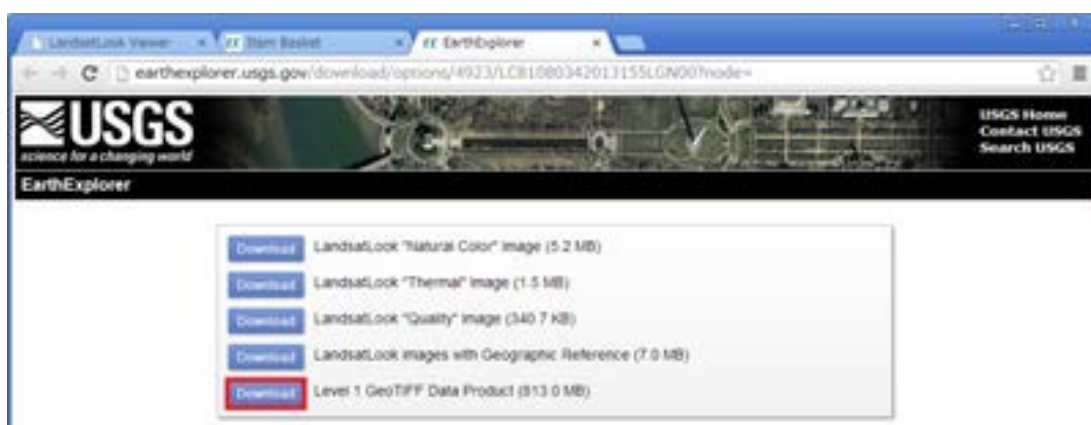 LandsatLook Viewer
Item Basket
EarthExplorer
earthexplorer.usgs.gov/download/options/4923/LC81080342013155LGN00?node=
USGS
science for a changing world
USGS Home
Contact USGS
Search USGS
EarthExplorer
Download LandsatLook "Natural Color" Image (5.2 MB)
Download LandsatLook "Thermal" Image (1.5 MB)
Download LandsatLook "Quality" Image (340.7 KB)
Download LandsatLook images with Geographic Reference (7.0 MB)
Download Level 1 GeoTIFF Data Product (813.0 MB)